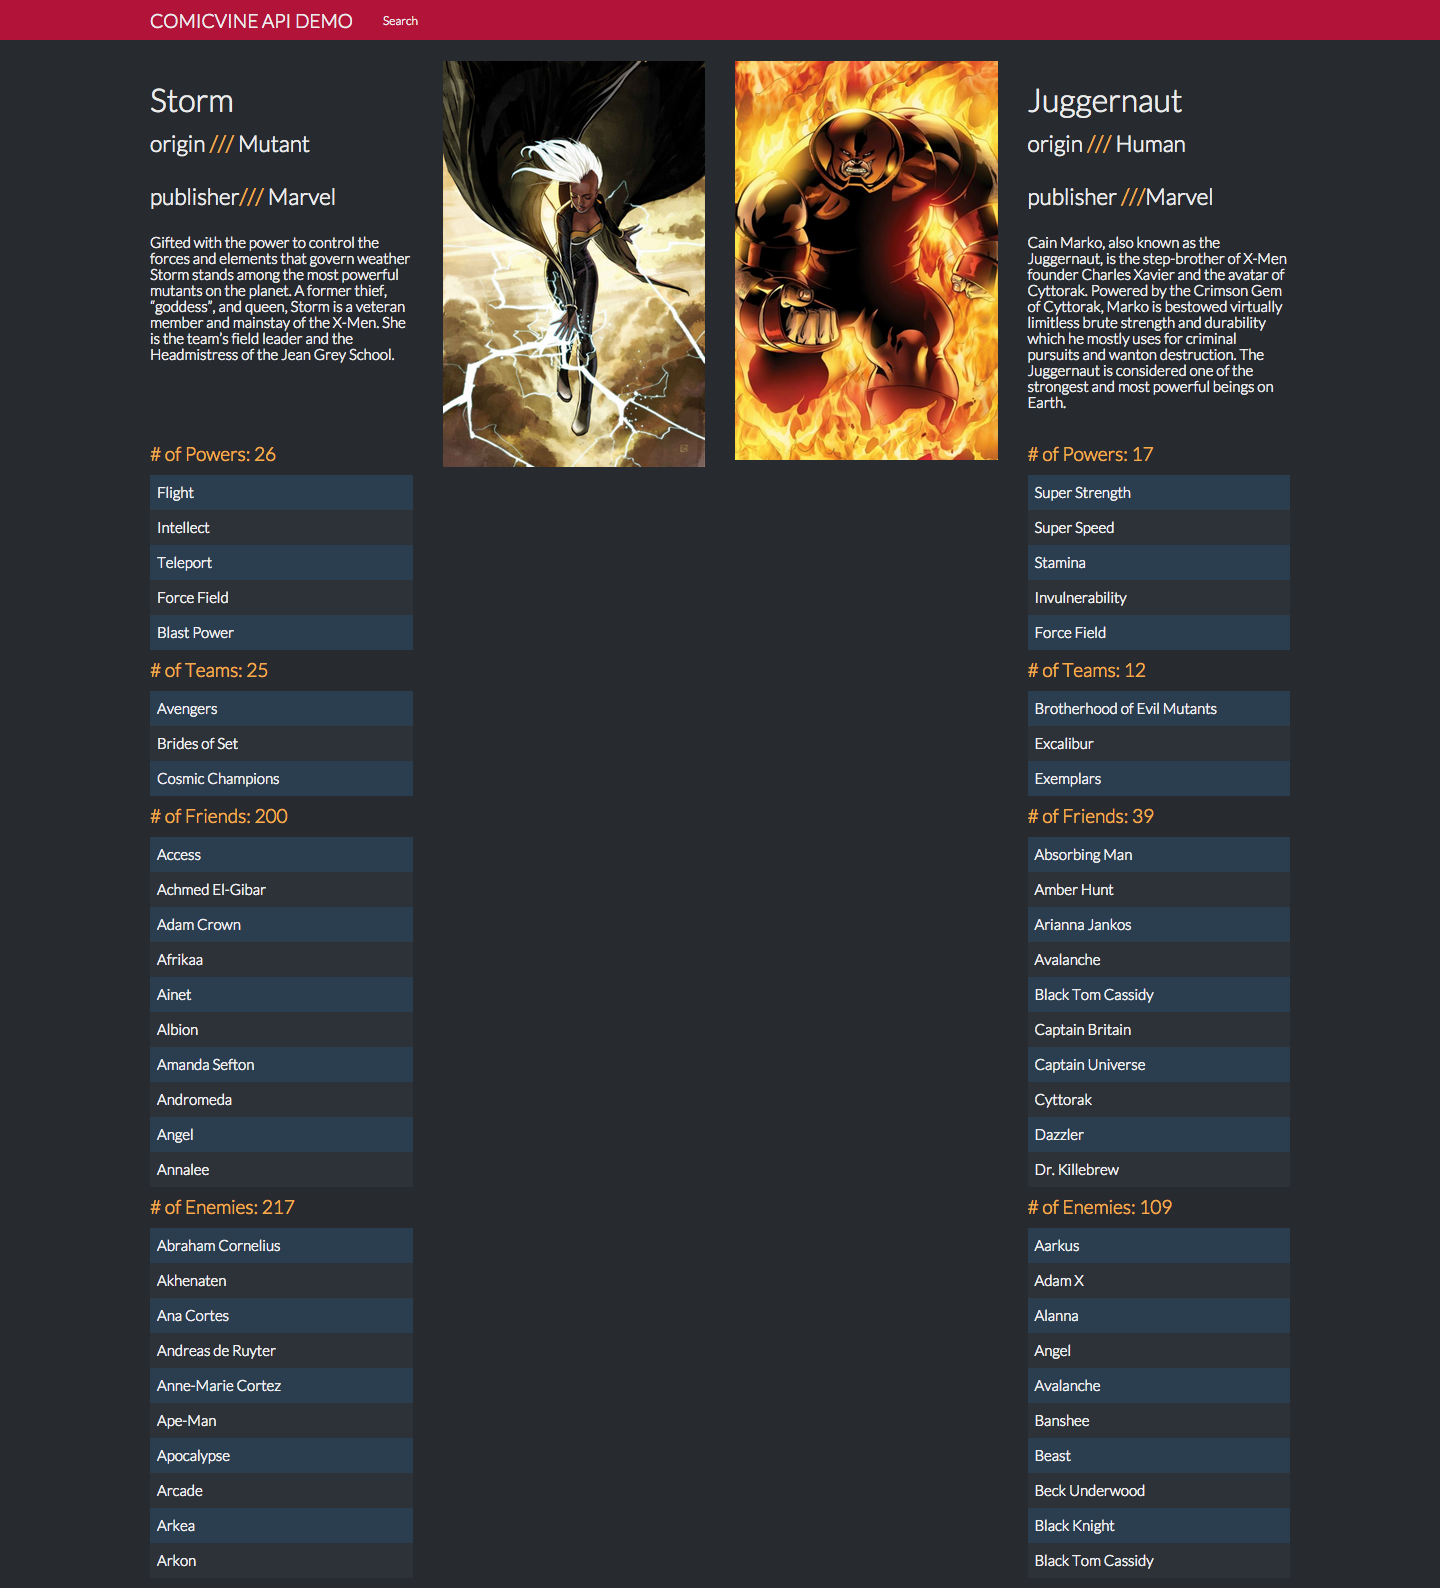 COMICVINE API DEMO
Search
Storm
origin /// Mutant
publisher/// Marvel
Gifted with the power to control the
forces and elements that govern weather
Storm stands among the most powerful
mutants on the planet. A former thief,
“goddess”, and queen, Storm is a veteran
member and mainstay of the X-Men. She
is the team’s field leader and the
Headmistress of the Jean Grey School.
# of Powers: 26
Flight
Intellect
Teleport
Force Field
Blast Power
# of Teams: 25
Avengers
Brides of Set
Cosmic Champions
# of Friends: 200
Access
Achmed El-Gibar
Adam Crown
Afrikaa
Ainet
Albion
Amanda Sefton
Andromeda
Angel
Annalee
# of Enemies: 217
Abraham Cornelius
Akhenaten
Ana Cortes
Andreas de Ruyter
Anne-Marie Cortez
Ape-Man
Apocalypse
Arcade
Arkea
Arkon
Juggernaut
origin /// Human
publisher ///Marvel
Cain Marko, also known as the
Juggernaut, is the step-brother of X-Men
founder Charles Xavier and the avatar of
Cyttorak. Powered by the Crimson Gem
of Cyttorak, Marko is bestowed virtually
limitless brute strength and durability
which he mostly uses for criminal
pursuits and wanton destruction. The
Juggernaut is considered one of the
strongest and most powerful beings on
Earth.
# of Powers: 17
Super Strength
Super Speed
Stamina
Invulnerability
Force Field
# of Teams: 12
Brotherhood of Evil Mutants
Excalibur
Exemplars
# of Friends: 39
Absorbing Man
Amber Hunt
Arianna Jankos
Avalanche
Black Tom Cassidy
Captain Britain
Captain Universe
Cyttorak
Dazzler
Dr. Killebrew
# of Enemies: 109
Aarkus
Adam X
Alanna
Angel
Avalanche
Banshee
Beast
Beck Underwood
Black Knight
Black Tom Cassidy